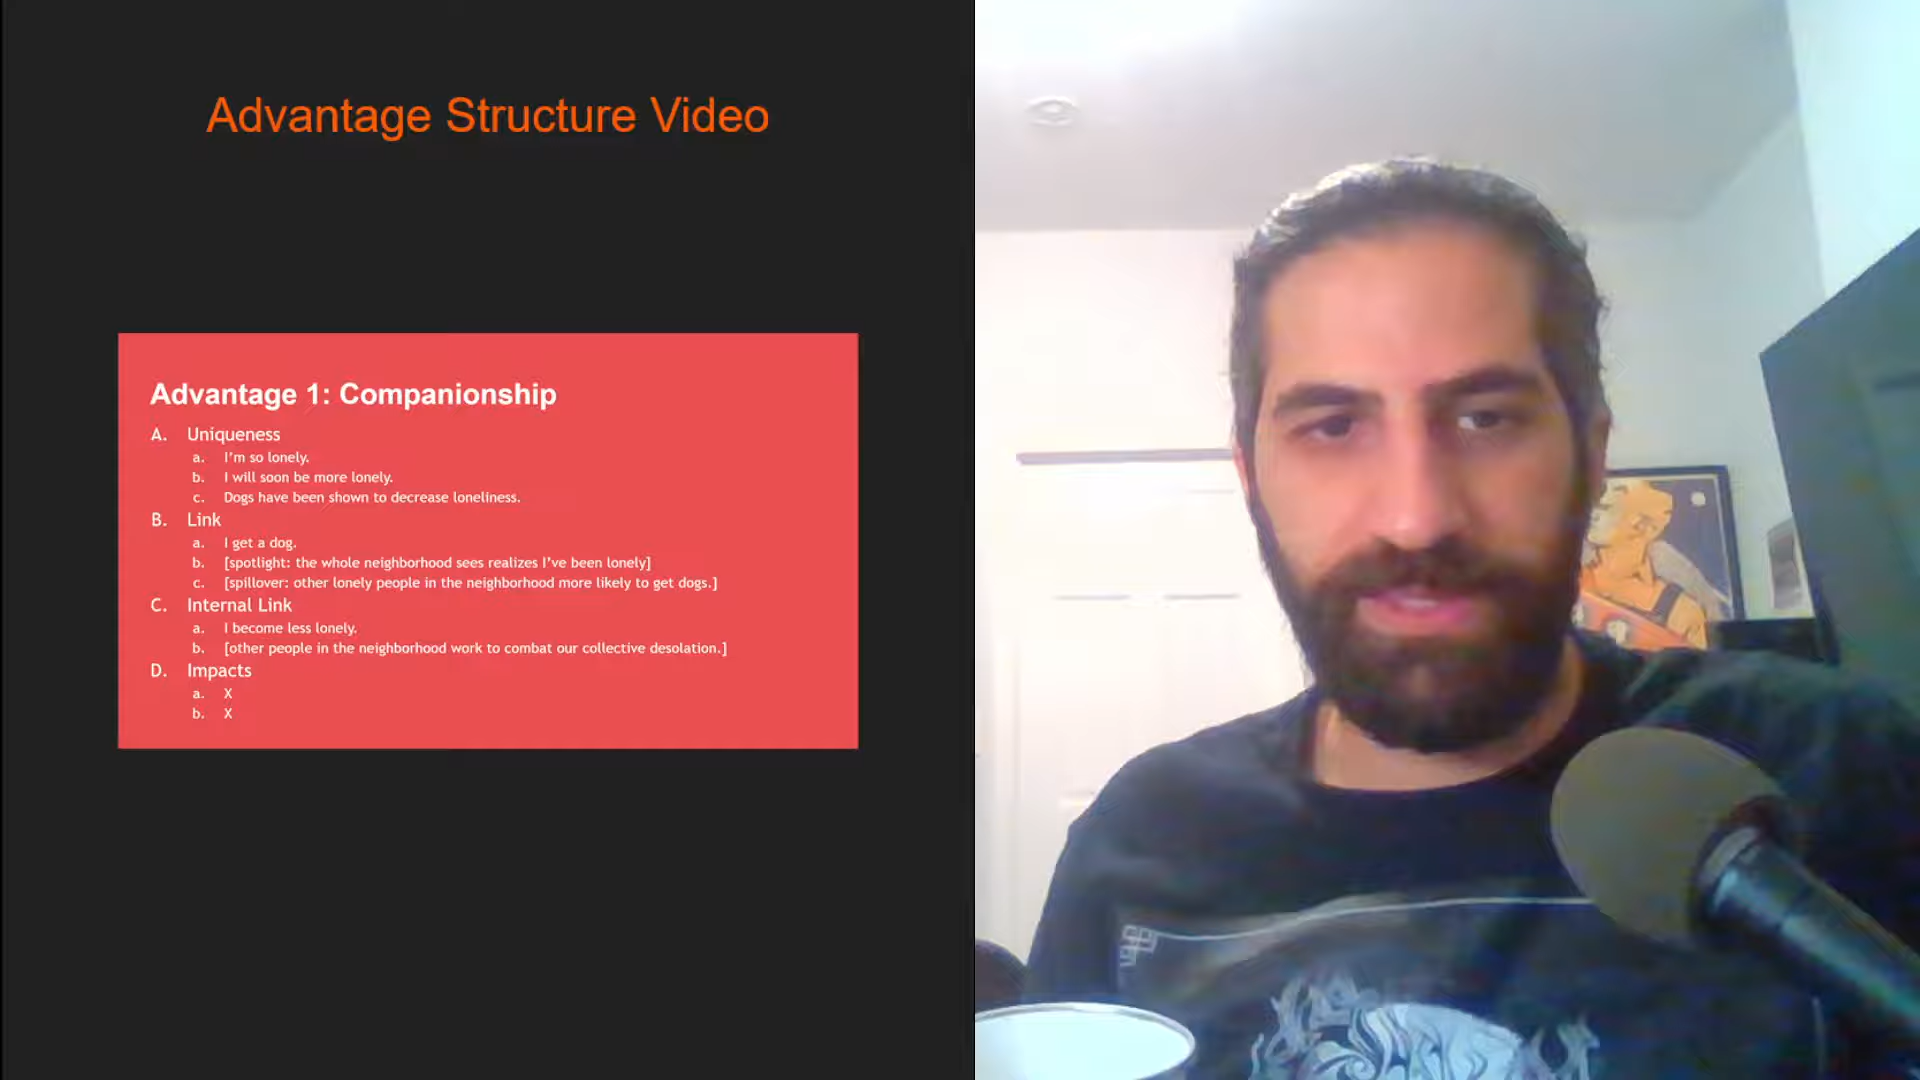 Advantage Structure Video
Advantage 1: Companionship
A. Uniqueness
a. I'm so lonely.
b. I will soon be more lonely.
c. Dogs have been shown to decrease loneliness.
B. Link
a. I get a dog.
b. [spotlight: the whole neighborhood sees realizes I've been lonely]
c. [spillover: other lonely people in the neighborhood more likely to get dogs.]
C. Internal Link
a. I become less lonely.
b. [other people in the neighborhood work to combat our collective desolation.]
D. Impacts
a. X
b. X